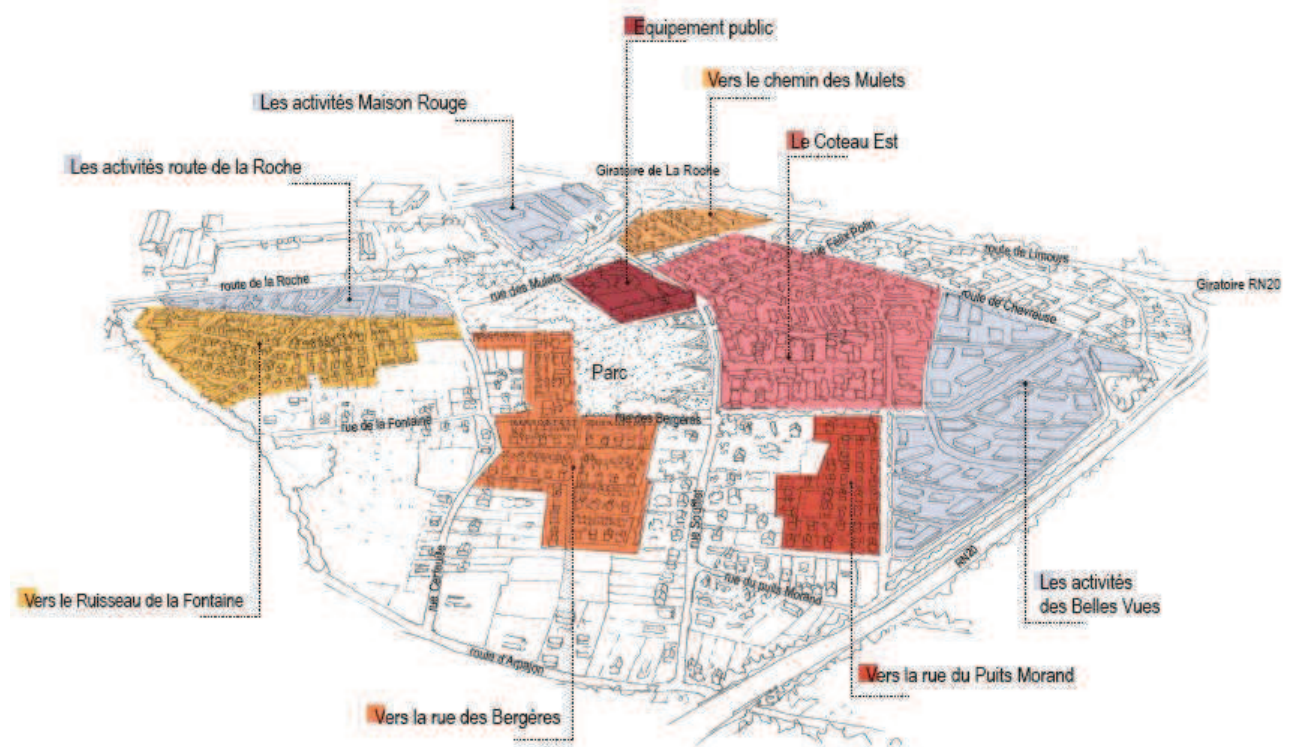 Equipement public
Vers le chemin des Mulets
Les activités Maison Rouge
Le Coteau Est
Les activités route de la Roche
Giratoire de La Roche
rue Félix Potin
route de Limours
route de la Roche
rue des Mulets
Giratoire RN20
route de Chevreuse
Parc
rue de la Fontaine
rue des Bergères
rue Soufflet
RN20
rue du puits Morand
Les activités
des Belles Vues
Vers le Ruisseau de la Fontaine
route d'Arpajon
Vers la rue du Puits Morand
Vers la rue des Bergères